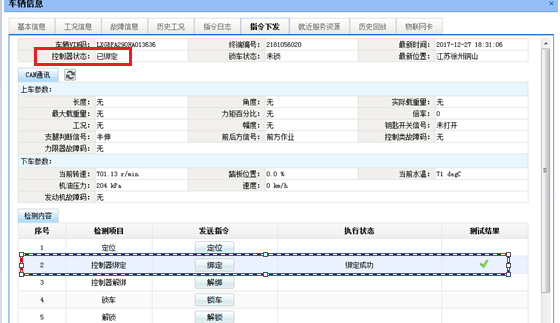 车辆信息
基本信息 工况信息 故障信息 历史工况 指令日志 指令下发 就近服务资源 历史回放 物联网卡
车辆VIN码: LXGBPA290HA013636 终端编号: 2181056020 最新时间: 2017-12-27 18:31:06
控制器状态: 已绑定 锁车状态: 未锁 最新位置: 江苏徐州铜山
CAN通讯
上车参数:
长度: 无 角度: 无 实际载重量: 无
最大载重量: 无 力矩百分比: 无 倍率: 0
工况: 无 幅度: 无 钥匙开关信号: 未打开
支腿判断信号: 半伸 前后方信号: 前方作业 控制类故障码: 无
力限器故障码: 无
下车参数:
当前转速: 701.13 r/min 踏板位置: 0.0 % 当前水温: 71 degC
机油压力: 204 kPa 速度: 0 km/h
发动机故障码: 无
检测内容
序号 检测项目 发送指令 执行状态 测试结果
1 定位 定位
2 控制器绑定 绑定 绑定成功
3 控制器解绑 解绑
4 锁车 锁车
5 解锁 解锁